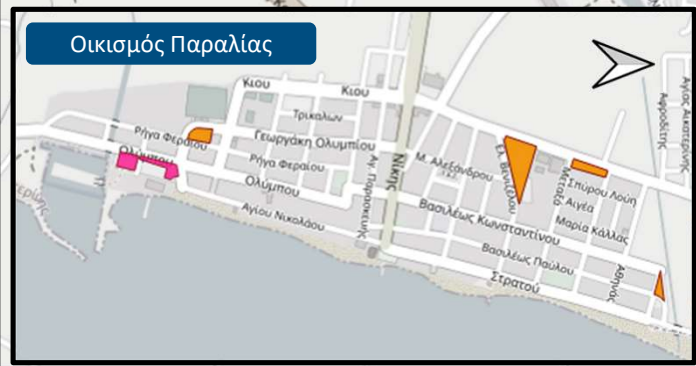 Οικισμός Παραλίας
Κιου
Κιου
Τρικάλων
Ρήγα Φεραίου
Γεωργάκη Ολυμπίου
Ολύμπου
Ρήγα Φεραίου
Ολύμπου
Αγίου Νικολάου
Αγ. Παρασκευής
Νίκης
Μ. Αλεξάνδρου
Ελ. Βενιζέλου
Βασιλέως Κωνσταντίνου
Βασιλέως Παύλου
Στρατού
Σπύρου Λούη
Αιγέα
Μαρία Κάλλας
Αθηνάς
Αφροδίτης
Αγίας Αικατερίνης